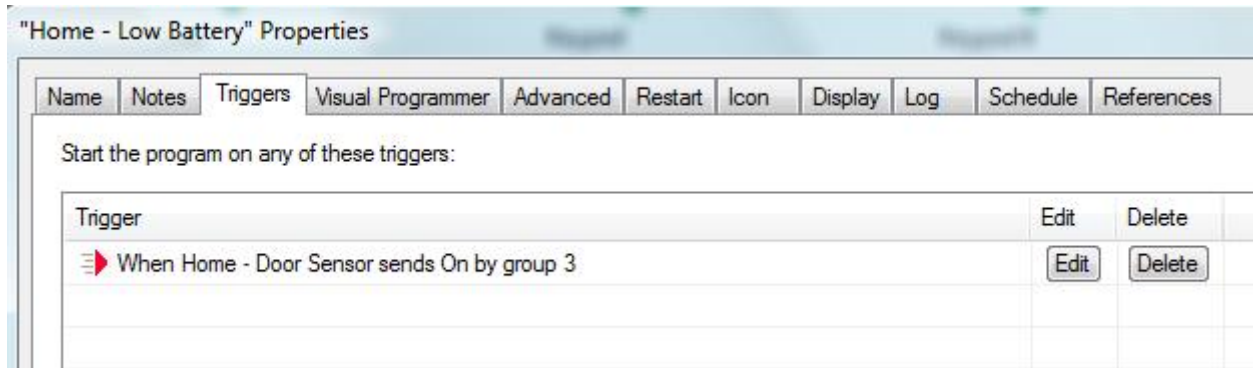 "Home - Low Battery" Properties
Name Notes Triggers Visual Programmer Advanced Restart Icon Display Log Schedule References
Start the program on any of these triggers:
Trigger Edit Delete
When Home - Door Sensor sends On by group 3 Edit Delete